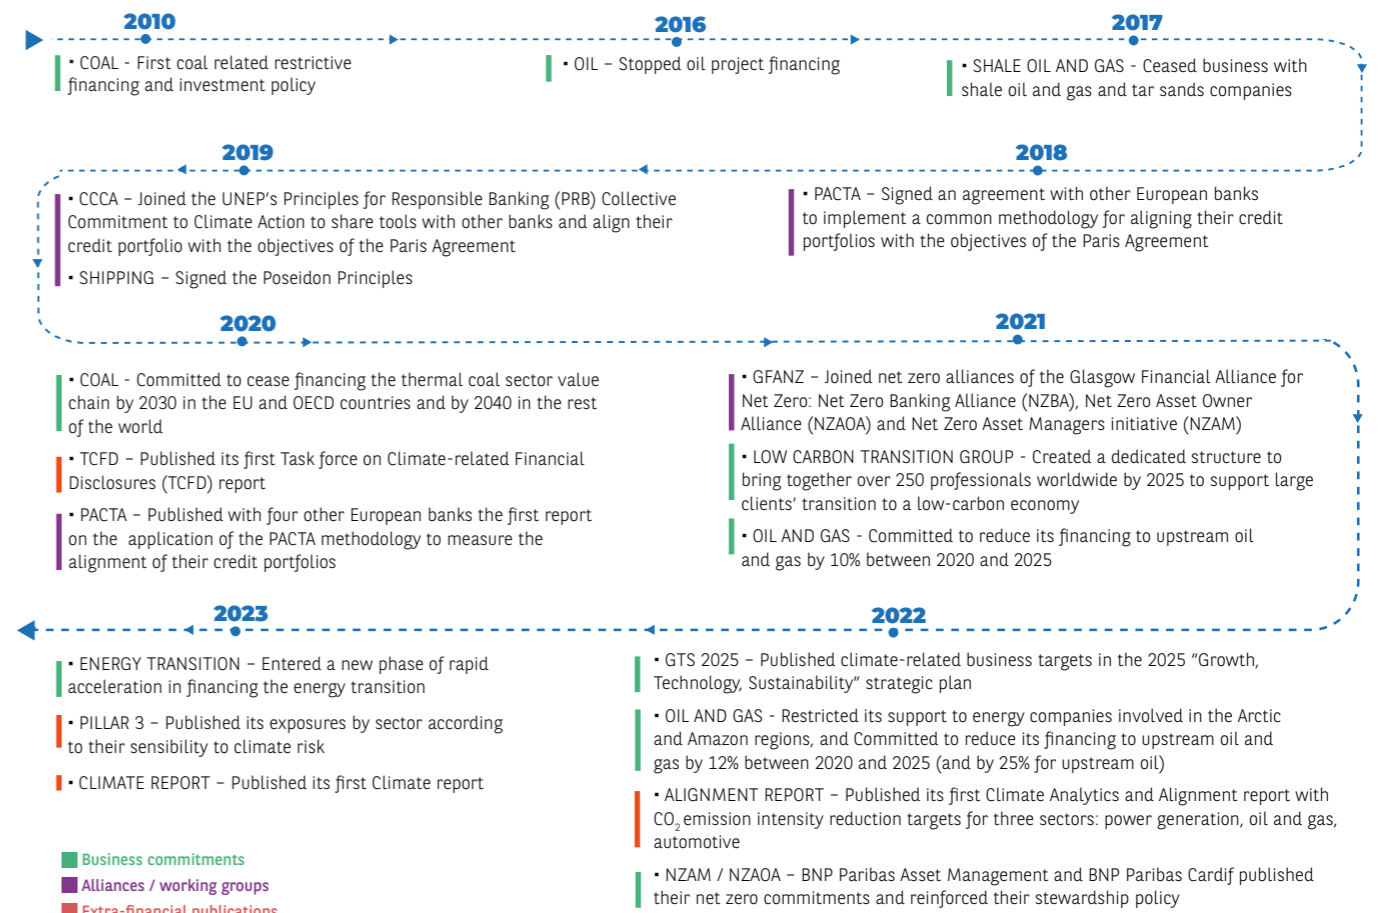 2010
• COAL - First coal related restrictive
financing and investment policy
2016
• OIL – Stopped oil project financing
2017
• SHALE OIL AND GAS - Ceased business with
shale oil and gas and tar sands companies
2018
• PACTA – Signed an agreement with other European banks
to implement a common methodology for aligning their credit
portfolios with the objectives of the Paris Agreement
2019
• CCCA – Joined the UNEP's Principles for Responsible Banking (PRB) Collective
Commitment to Climate Action to share tools with other banks and align their
credit portfolio with the objectives of the Paris Agreement
• SHIPPING – Signed the Poseidon Principles
2020
• COAL - Committed to cease financing the thermal coal sector value
chain by 2030 in the EU and OECD countries and by 2040 in the rest
of the world
• TCFD – Published its first Task force on Climate-related Financial
Disclosures (TCFD) report
• PACTA – Published with four other European banks the first report
on the application of the PACTA methodology to measure the
alignment of their credit portfolios
2021
• GFANZ – Joined net zero alliances of the Glasgow Financial Alliance for
Net Zero: Net Zero Banking Alliance (NZBA), Net Zero Asset Owner
Alliance (NZAOA) and Net Zero Asset Managers initiative (NZAM)
• LOW CARBON TRANSITION GROUP - Created a dedicated structure to
bring together over 250 professionals worldwide by 2025 to support large
clients' transition to a low-carbon economy
• OIL AND GAS - Committed to reduce its financing to upstream oil
and gas by 10% between 2020 and 2025
2022
• GTS 2025 – Published climate-related business targets in the 2025 "Growth,
Technology, Sustainability" strategic plan
• OIL AND GAS - Restricted its support to energy companies involved in the Arctic
and Amazon regions, and Committed to reduce its financing to upstream oil and
gas by 12% between 2020 and 2025 (and by 25% for upstream oil)
• ALIGNMENT REPORT – Published its first Climate Analytics and Alignment report with
CO2 emission intensity reduction targets for three sectors: power generation, oil and gas,
automotive
• NZAM / NZAOA – BNP Paribas Asset Management and BNP Paribas Cardif published
their net zero commitments and reinforced their stewardship policy
2023
• ENERGY TRANSITION – Entered a new phase of rapid
acceleration in financing the energy transition
• PILLAR 3 – Published its exposures by sector according
to their sensibility to climate risk
• CLIMATE REPORT – Published its first Climate report
Business commitments
Alliances / working groups
Extra-financial publications